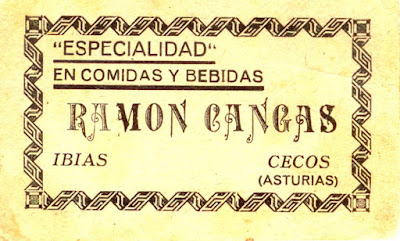 "ESPECIALIDAD"
EN COMIDAS Y BEBIDAS
RAMON CANGAS
IBIAS CECOS
(ASTURIAS)